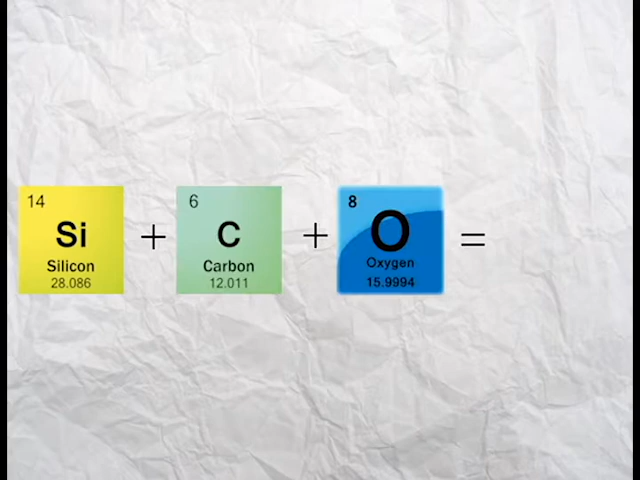 14
Si
Silicon
28.086
+
6
C
Carbon
12.011
+
8
O
Oxygen
15.9994
=